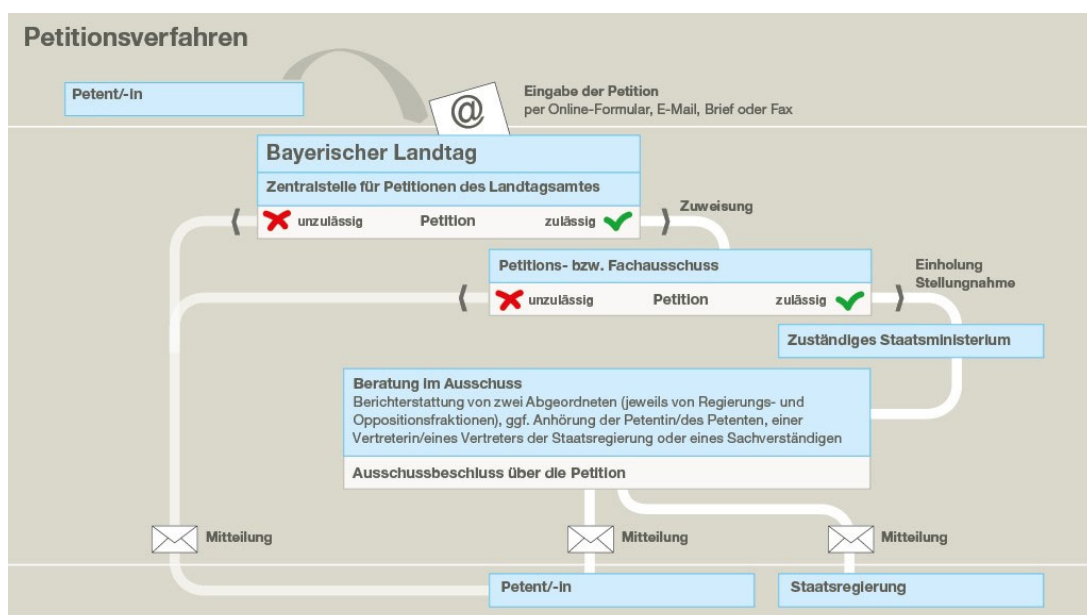 Petitionsverfahren
Petent/-in
@
Eingabe der Petition
per Online-Formular, E-Mail, Brief oder Fax
Bayerischer Landtag
Zentralstelle für Petitionen des Landtagsamtes
unzulässig Petition zulässig
Zuweisung
Petitions- bzw. Fachausschuss
unzulässig Petition zulässig
Einholung
Stellungnahme
Zuständiges Staatsministerium
Beratung im Ausschuss
Berichterstattung von zwei Abgeordneten (jeweils von Regierungs- und
Oppositionsfraktionen), ggf. Anhörung der Petentin/des Petenten, einer
Vertreterin/eines Vertreters der Staatsregierung oder eines Sachverständigen
Ausschussbeschluss über die Petition
Mitteilung
Mitteilung
Mitteilung
Petent/-in
Staatsregierung